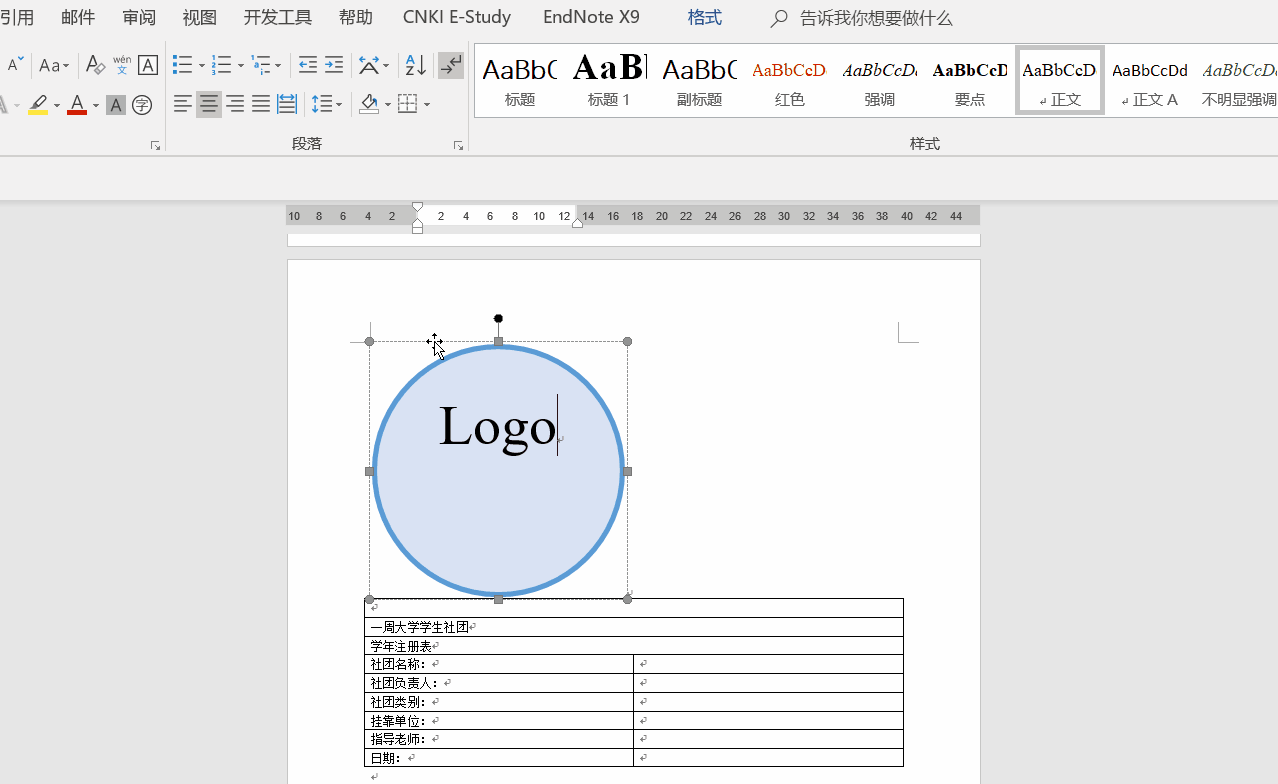 引用 邮件 审阅 视图 开发工具 帮助 CNKI E-Study EndNote X9 格式 告诉我你想要做什么
A Aa A wén 文 A A Z
A A A 字
AaBbC AaBl AaBbC AaBbCcD AaBbCcD AaBbCcD AaBbCcD AaBbCcDd AaBbCcDd
标题 标题 1 副标题 红色 强调 要点 正文 正文 A 不明显强调
段落 样式
10 8 6 4 2 2 4 6 8 10 12 14 16 18 20 22 24 26 28 30 32 34 36 38 40 42 44
Logo
一周大学学生社团
学年注册表
社团名称：
社团负责人：
社团类别：
挂靠单位：
指导老师：
日期：